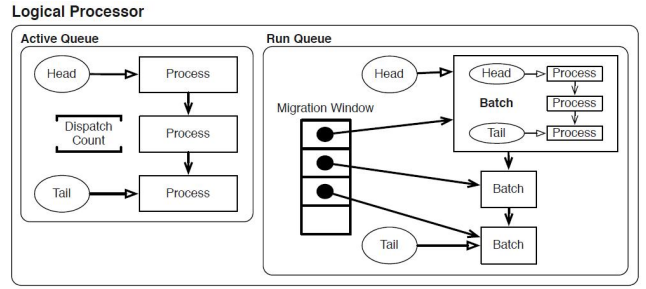 Logical Processor
Active Queue
Head
Process
Dispatch
Count
Process
Tail
Process
Run Queue
Head
Head
Process
Batch
Process
Tail
Process
Migration Window
Batch
Tail
Batch